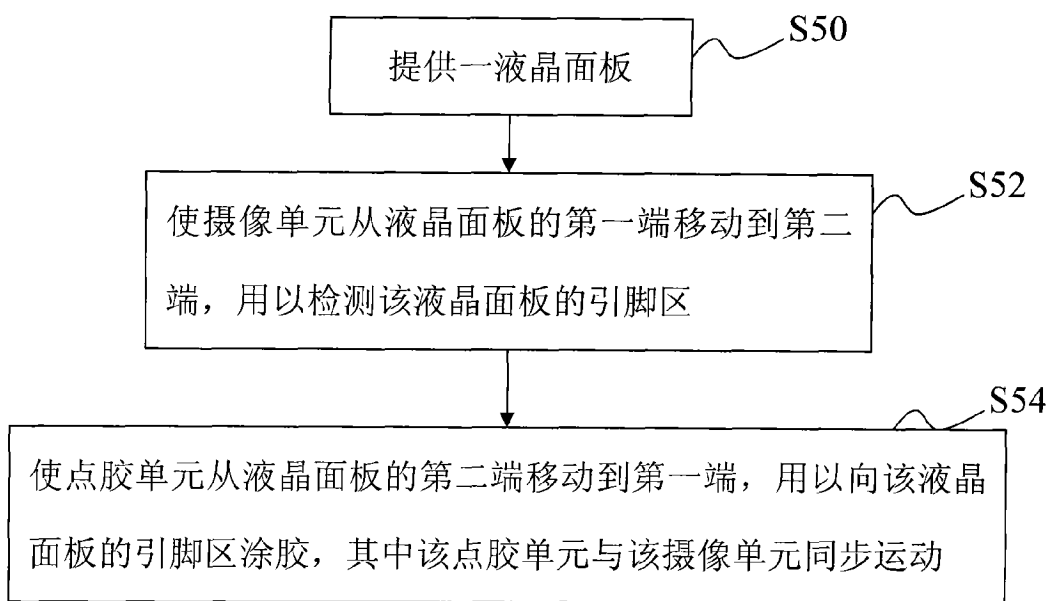 S50
提供一液晶面板
S52
使摄像单元从液晶面板的第一端移动到第二
端，用以检测该液晶面板的引脚区
S54
使点胶单元从液晶面板的第二端移动到第一端，用以向该液晶
面板的引脚区涂胶，其中该点胶单元与该摄像单元同步运动